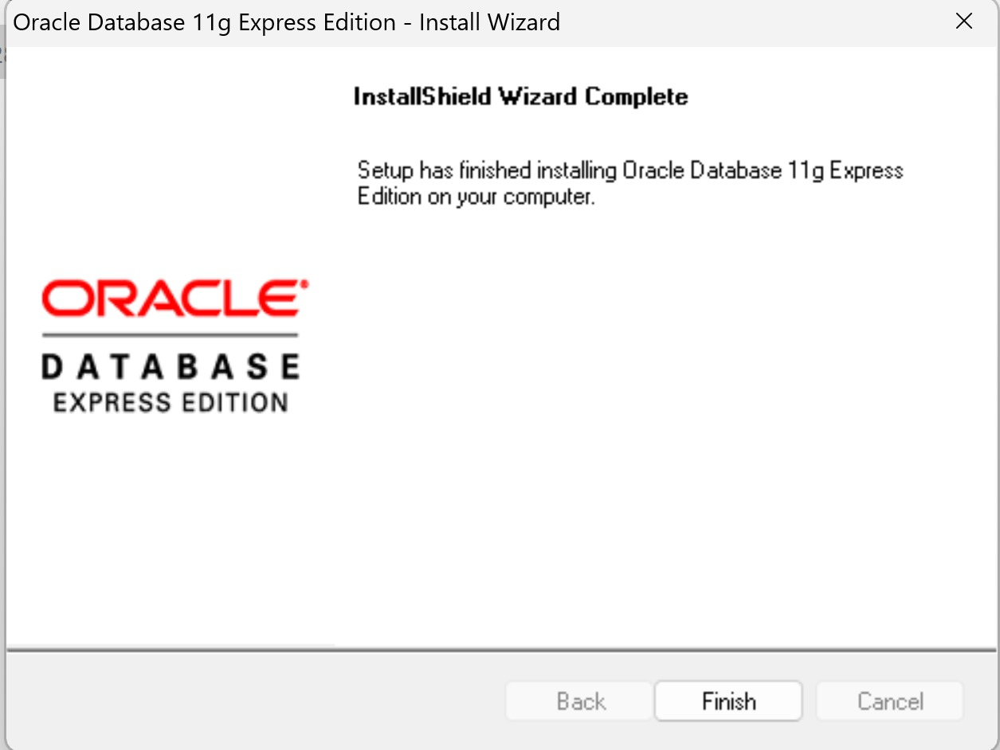 Oracle Database 11g Express Edition - Install Wizard
InstallShield Wizard Complete
Setup has finished installing Oracle Database 11g Express
Edition on your computer.
ORACLE®
DATABASE
EXPRESS EDITION
Back
Finish
Cancel